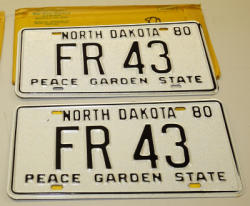 NORTH DAKOTA 80
FR 43
PEACE GARDEN STATE
NORTH DAKOTA 80
FR 43
PEACE GARDEN STATE